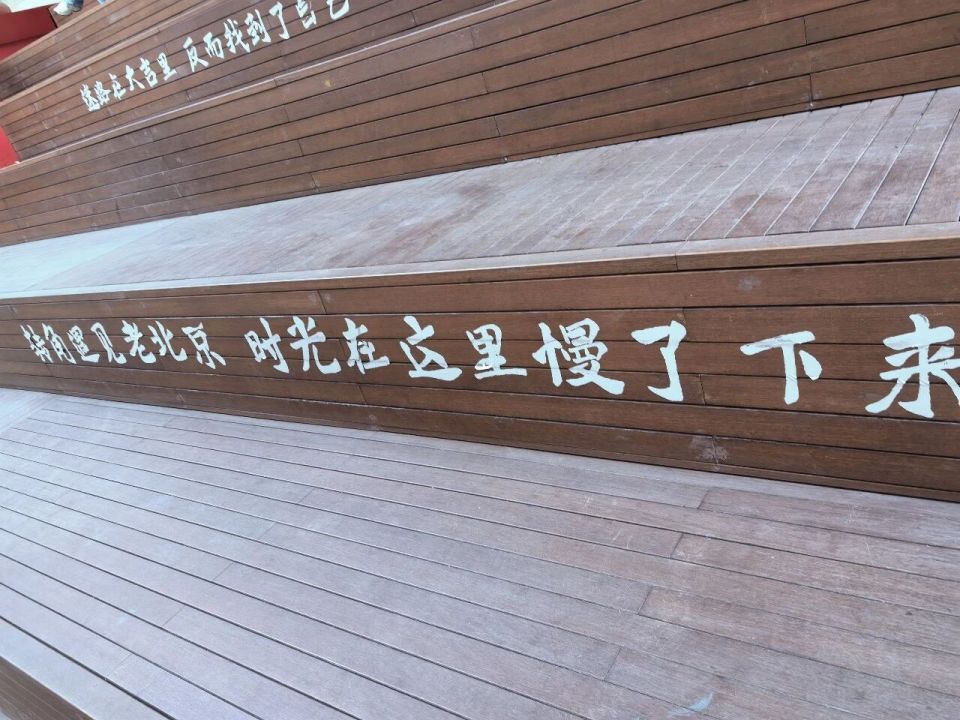 迷路在大吉里 反而找到了自己
转角里见老北京 时光在这里慢了下来